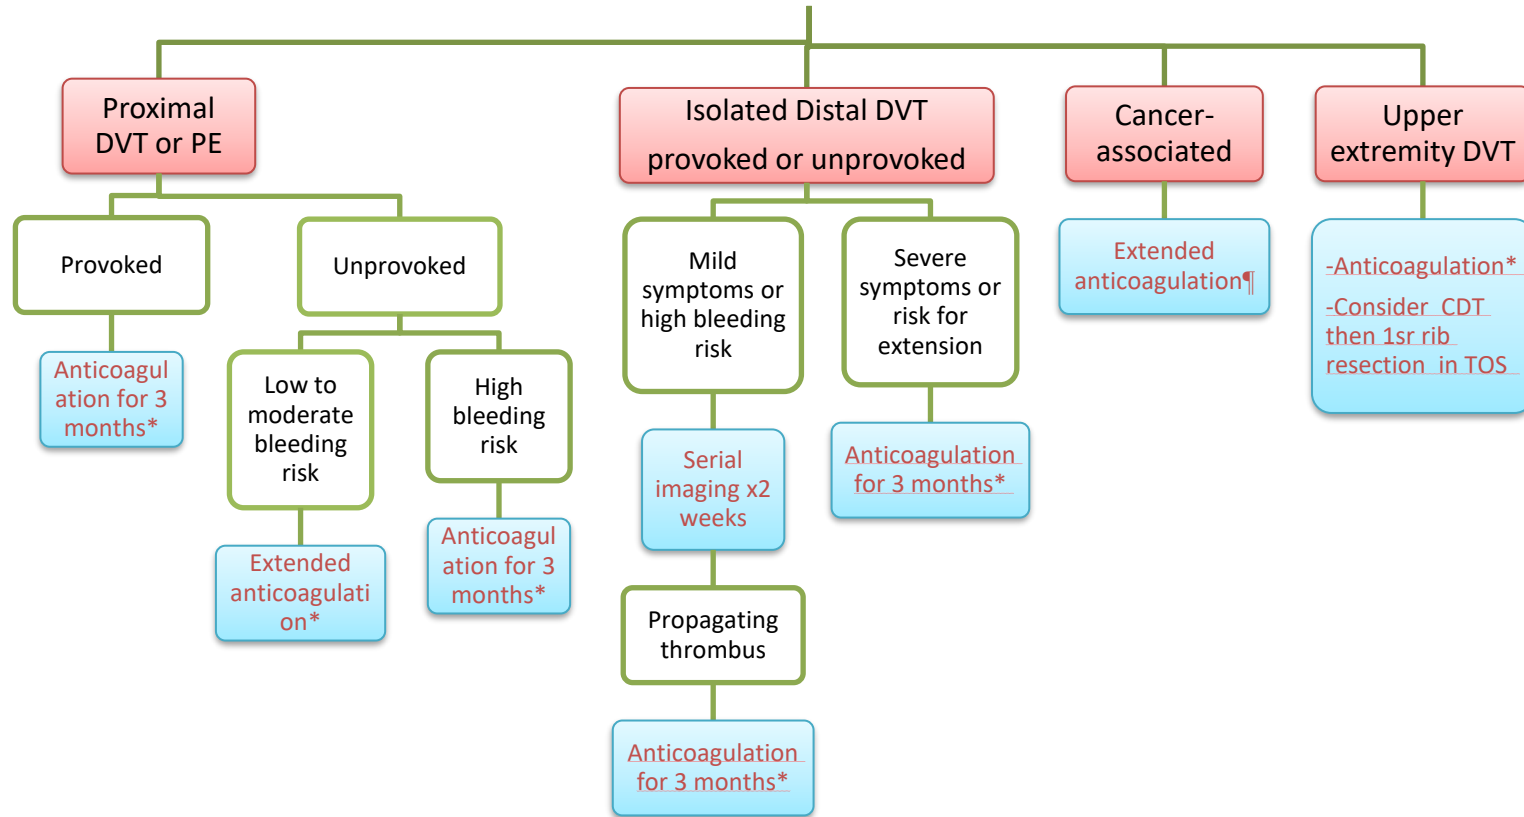 Proximal
DVT or PE
Isolated Distal DVT
provoked or unprovoked
Cancer-
associated
Upper
extremity DVT
Provoked
Unprovoked
Mild
symptoms or
high bleeding
risk
Severe
symptoms or
risk for
extension
Extended
anticoagulation¶
-Anticoagulation*
-Consider CDT
then 1sr rib
resection in TOS
Anticoagul
ation for 3
months*
Low to
moderate
bleeding
risk
High
bleeding
risk
Serial
imaging x2
weeks
Anticoagulation
for 3 months*
Extended
anticoagulati
on*
Anticoagul
ation for 3
months*
Propagating
thrombus
Anticoagulation
for 3 months*